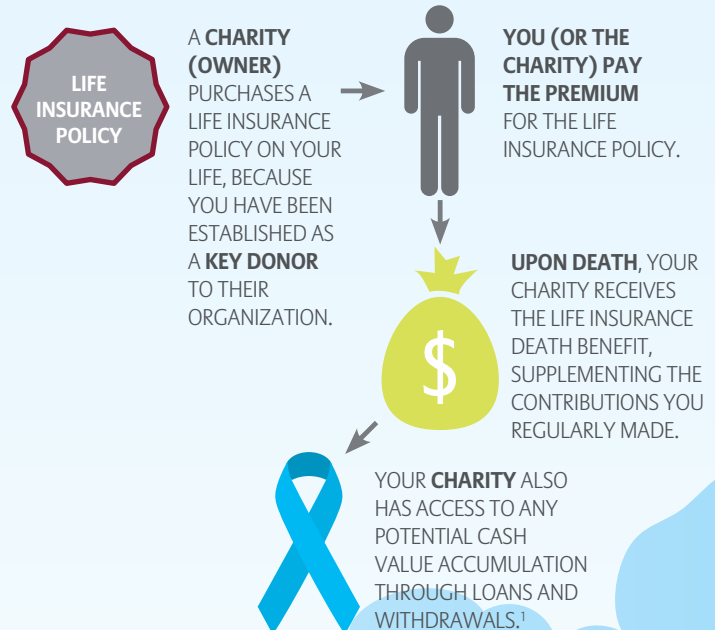 LIFE
INSURANCE
POLICY
A CHARITY
(OWNER)
PURCHASES A
LIFE INSURANCE
POLICY ON YOUR
LIFE, BECAUSE
YOU HAVE BEEN
ESTABLISHED AS
A KEY DONOR
TO THEIR
ORGANIZATION.
YOU (OR THE
CHARITY) PAY
THE PREMIUM
FOR THE LIFE
INSURANCE POLICY.
$
UPON DEATH, YOUR
CHARITY RECEIVES
THE LIFE INSURANCE
DEATH BENEFIT,
SUPPLEMENTING THE
CONTRIBUTIONS YOU
REGULARLY MADE.
YOUR CHARITY ALSO
HAS ACCESS TO ANY
POTENTIAL CASH
VALUE ACCUMULATION
THROUGH LOANS AND
WITHDRAWALS.¹